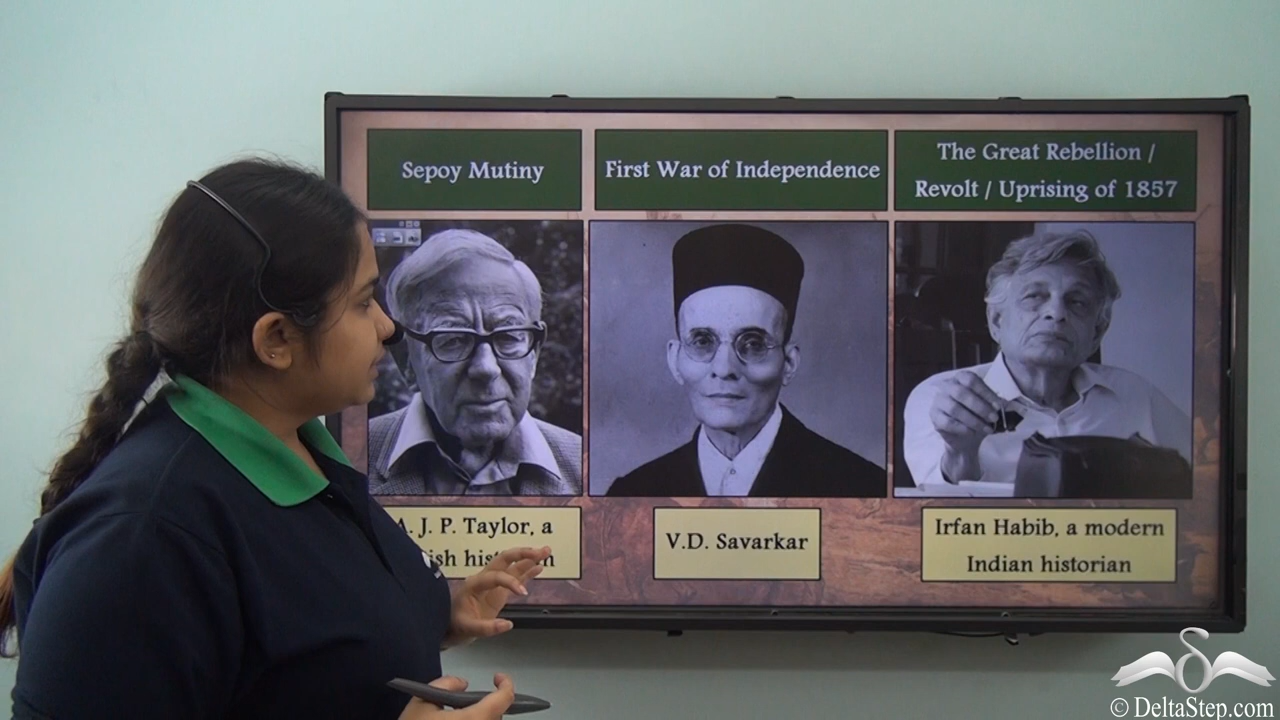 Sepoy Mutiny
First War of Independence
The Great Rebellion /
Revolt / Uprising of 1857
A. J. P. Taylor, a
V.D. Savarkar
Irfan Habib, a modern
Indian historian
© DeltaStep.com